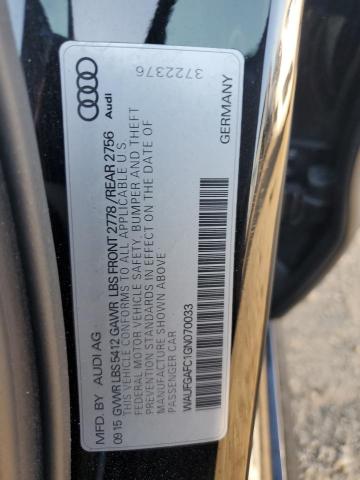 Audi
MFD. BY AUDI AG
09 15 GVWR LBS 5412 GAWR LBS FRONT 2778 / REAR 2756
THIS VEHICLE CONFORMS TO ALL APPLICABLE U S
FEDERAL MOTOR VEHICLE SAFETY, BUMPER AND THEFT
PREVENTION STANDARDS IN EFFECT ON THE DATE OF
MANUFACTURE SHOWN ABOVE
PASSENGER CAR
WAUFGAFC1GN070033
3722376
GERMANY